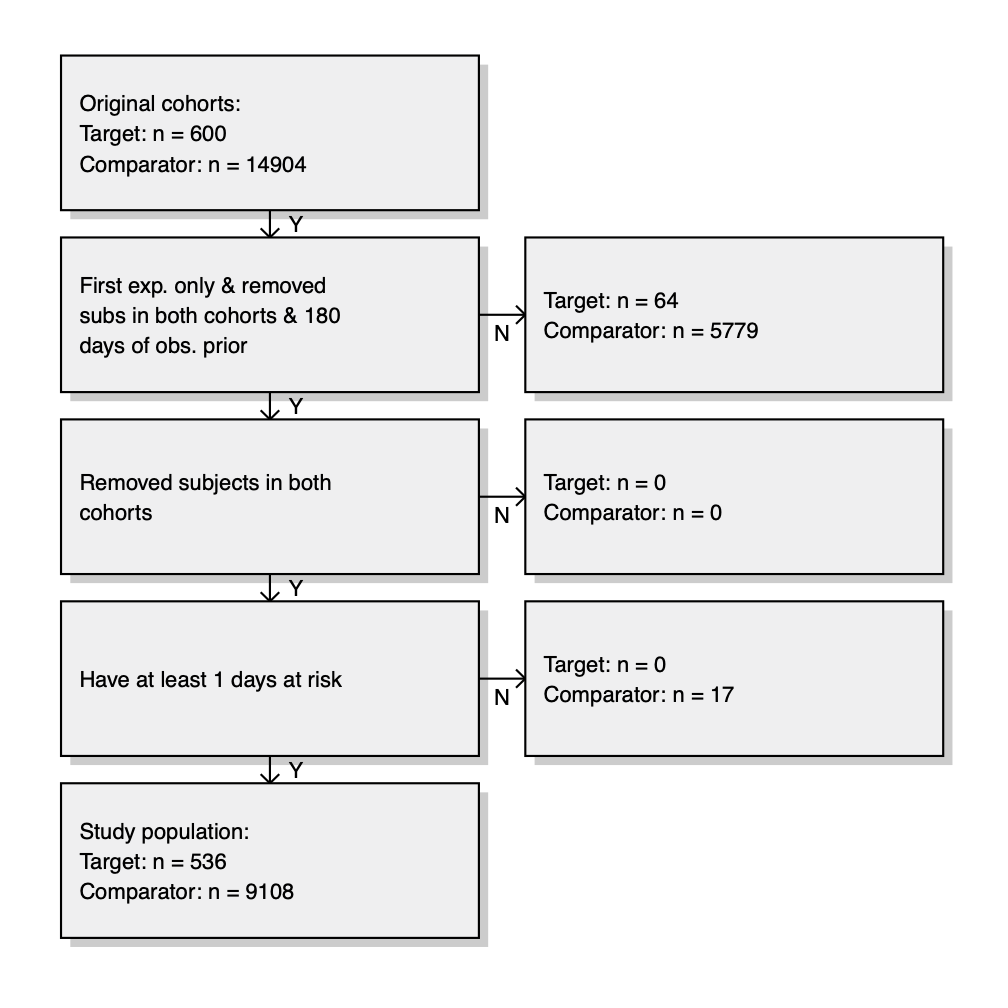 Original cohorts:
Target: n = 600
Comparator: n = 14904
Y
First exp. only & removed
subs in both cohorts & 180
days of obs. prior
N
Target: n = 64
Comparator: n = 5779
Y
Removed subjects in both
cohorts
N
Target: n = 0
Comparator: n = 0
Y
Have at least 1 days at risk
N
Target: n = 0
Comparator: n = 17
Y
Study population:
Target: n = 536
Comparator: n = 9108